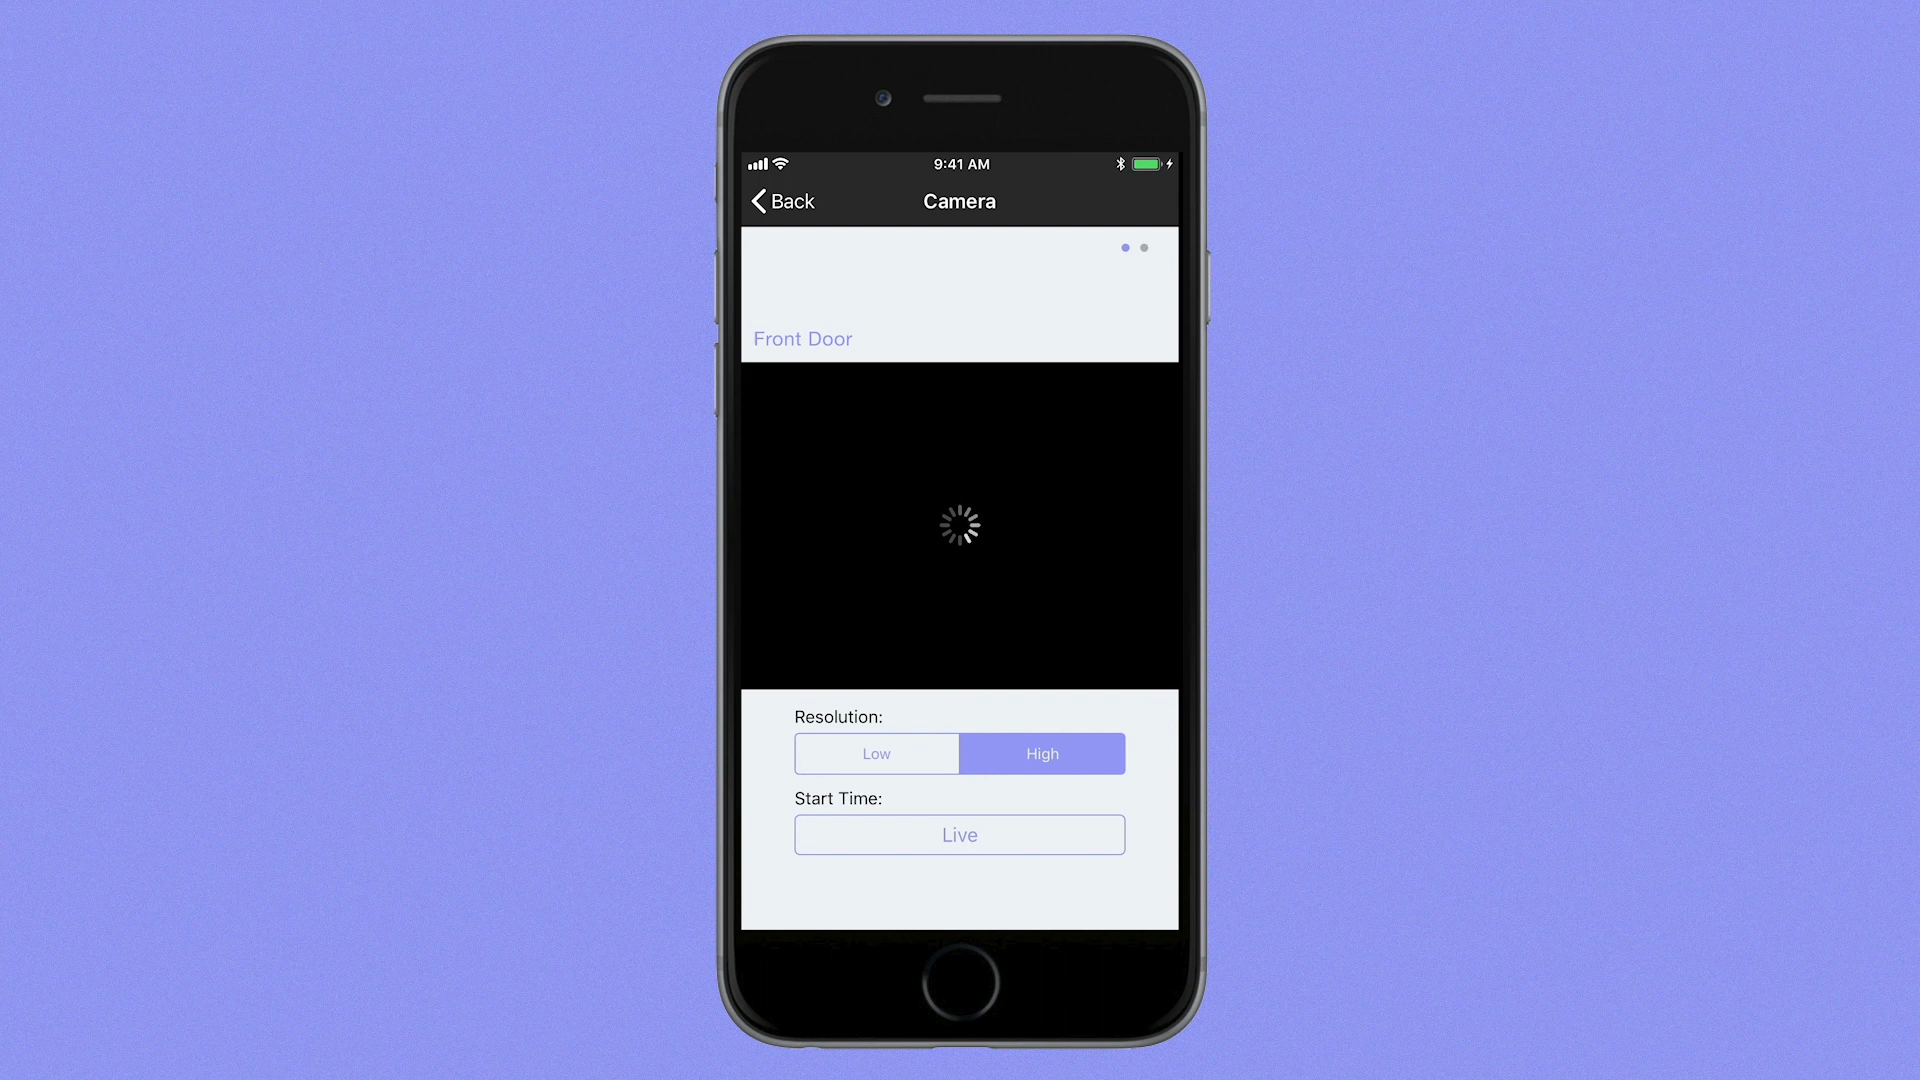 9:41 AM
Back
Camera
Front Door
Resolution:
Low
High
Start Time:
Live